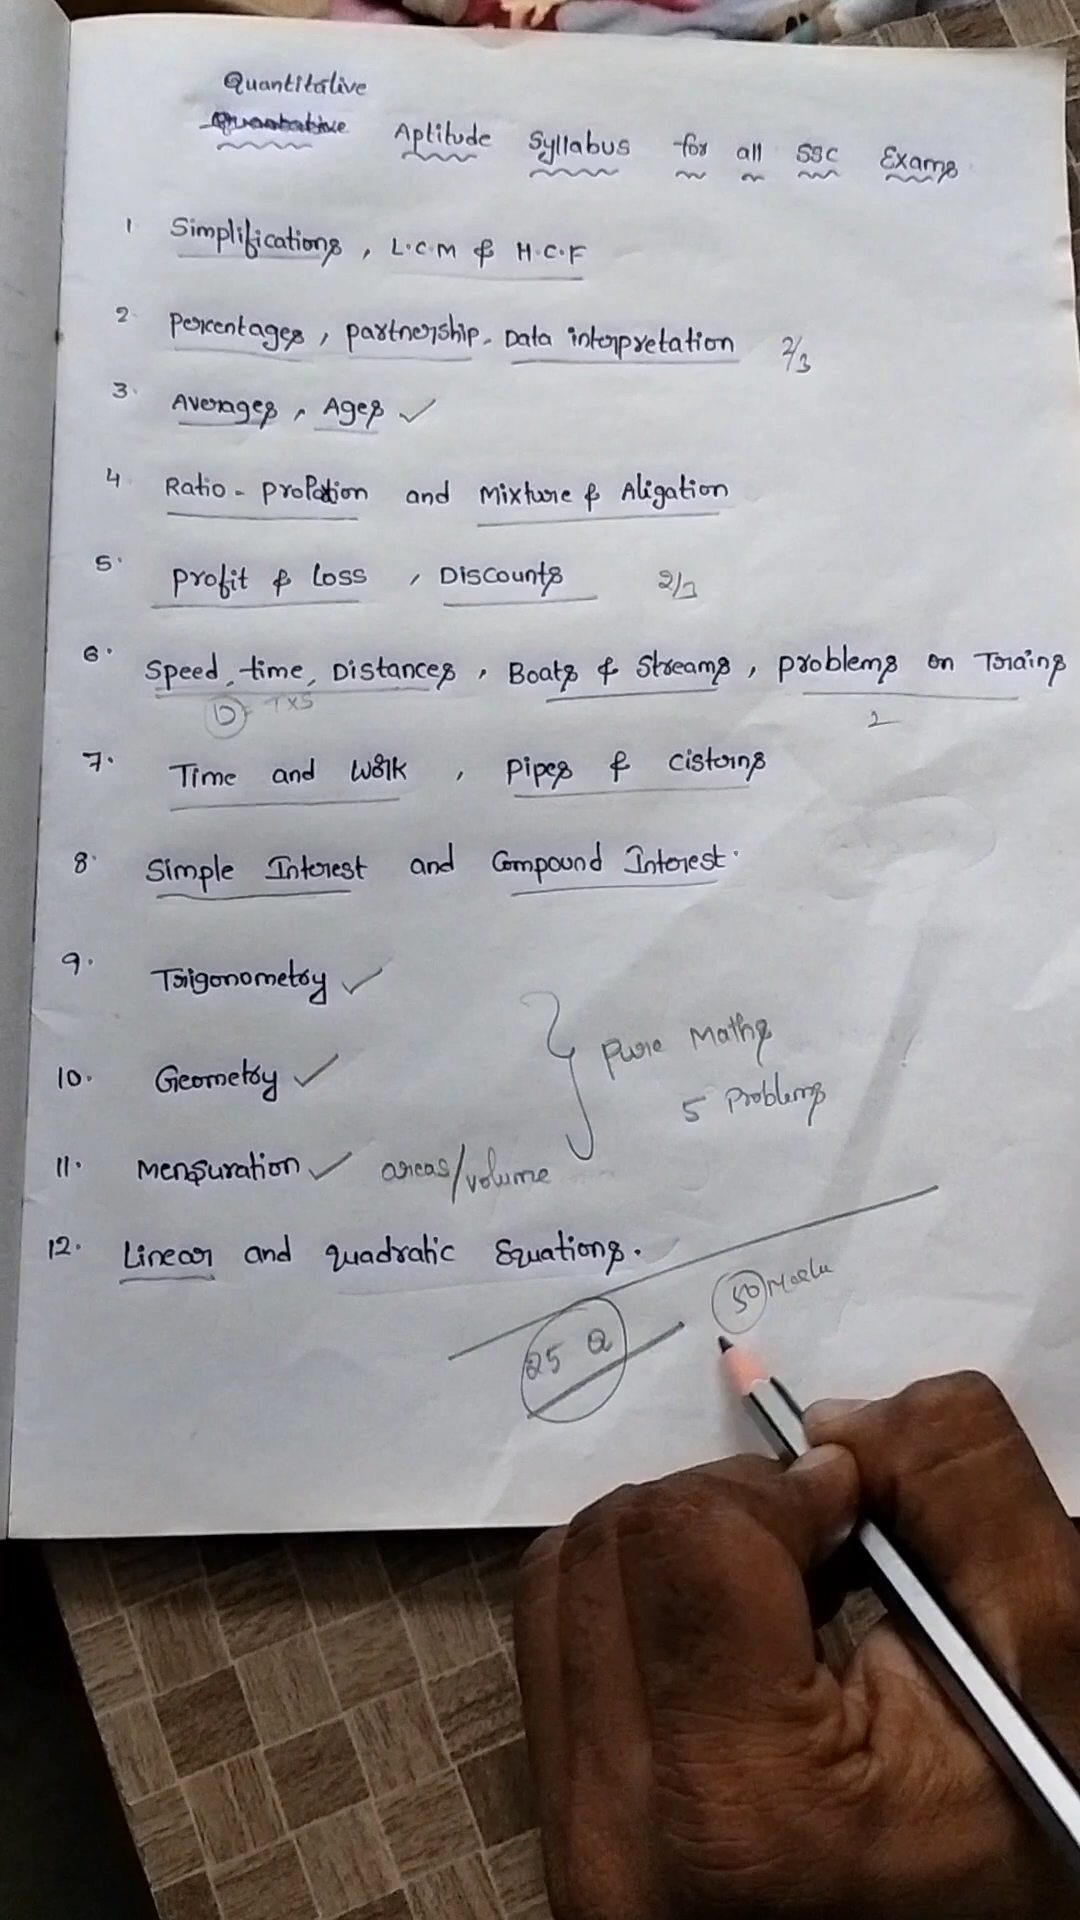 Quantitative
Aptitude Syllabus for all SSC Exams
1 Simplifications, L.C.M & H.C.F
2. Percentages, partnership. Data interpretation 2/3
3. Averages, Ages ✓
4. Ratio - propotion and Mixture & Aligation
5. Profit & Loss, Discounts 2/3
6. Speed, time, Distances, Boats & Streams, problems on Trains
D = T×S 2
7. Time and Work, Pipes & cisterns
8. Simple Interest and Compound Interest.
9. Trigonometry ✓
Pure Maths
10. Geometry ✓
5 Problems
11. Mensuration ✓ areas/volume
12. Linear and quadratic Equations.
50 Marks
25 Q